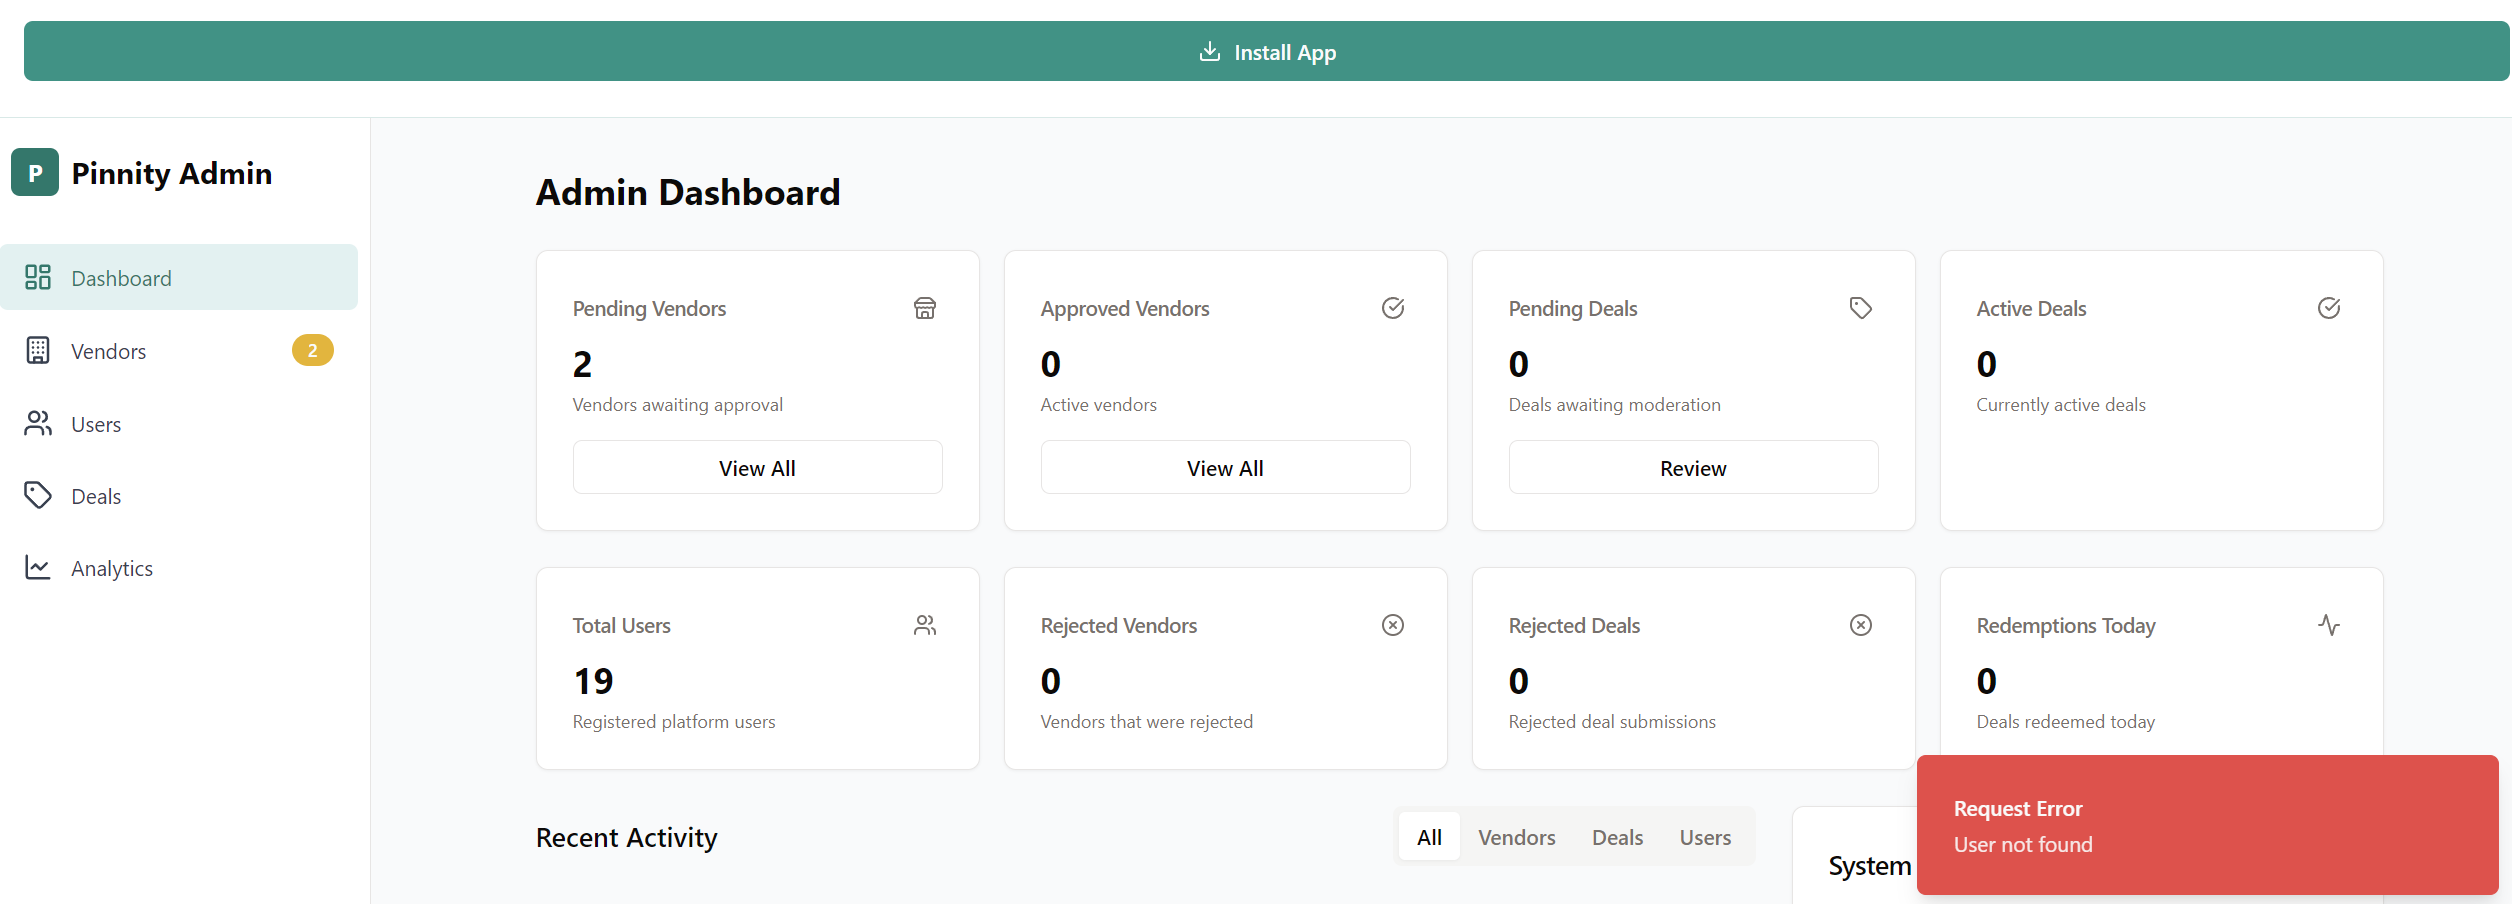 Install App
P
Pinnity Admin
Dashboard
Vendors
2
Users
Deals
Analytics
Admin Dashboard
Pending Vendors
2
Vendors awaiting approval
View All
Approved Vendors
0
Active vendors
View All
Pending Deals
0
Deals awaiting moderation
Review
Active Deals
0
Currently active deals
Total Users
19
Registered platform users
Rejected Vendors
0
Vendors that were rejected
Rejected Deals
0
Rejected deal submissions
Redemptions Today
0
Deals redeemed today
Recent Activity
All Vendors Deals Users
System
Request Error
User not found